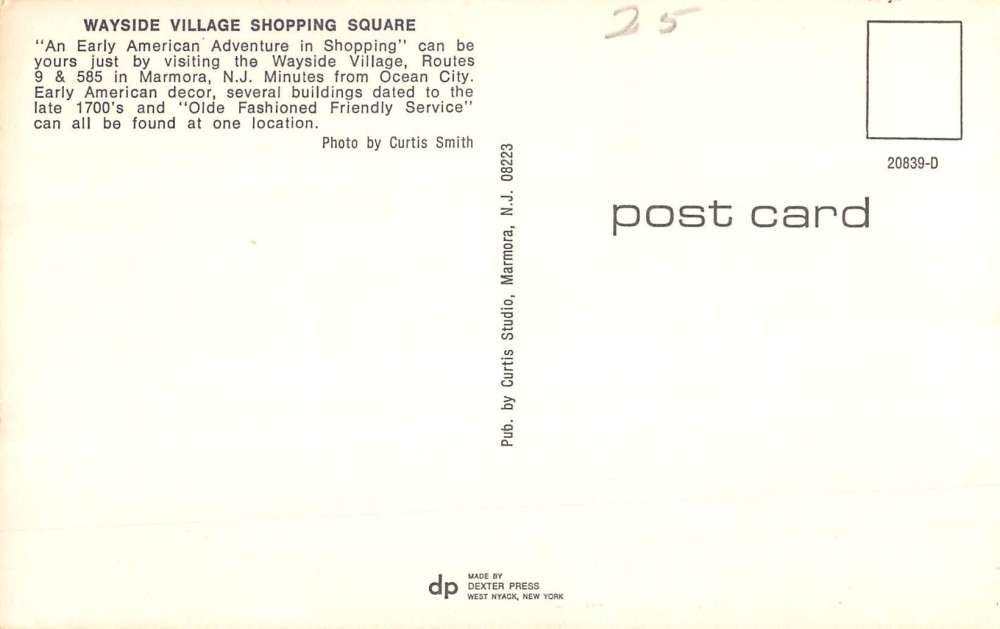 WAYSIDE VILLAGE SHOPPING SQUARE
"An Early American Adventure in Shopping" can be
yours just by visiting the Wayside Village, Routes
9 & 585 in Marmora, N.J. Minutes from Ocean City.
Early American decor, several buildings dated to the
late 1700's and "Olde Fashioned Friendly Service"
can all be found at one location.
Photo by Curtis Smith
Pub. by Curtis Studio, Marmora, N.J. 08223
25
20839-D
post card
dp
MADE BY
DEXTER PRESS
WEST NYACK, NEW YORK